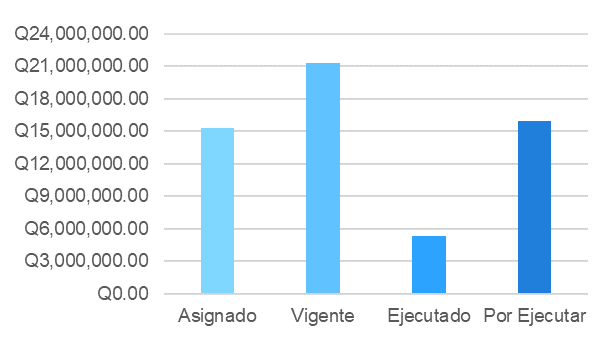 Q24,000,000.00
Q21,000,000.00
Q18,000,000.00
Q15,000,000.00
Q12,000,000.00
Q9,000,000.00
Q6,000,000.00
Q3,000,000.00
Q0.00
Asignado Vigente Ejecutado Por Ejecutar